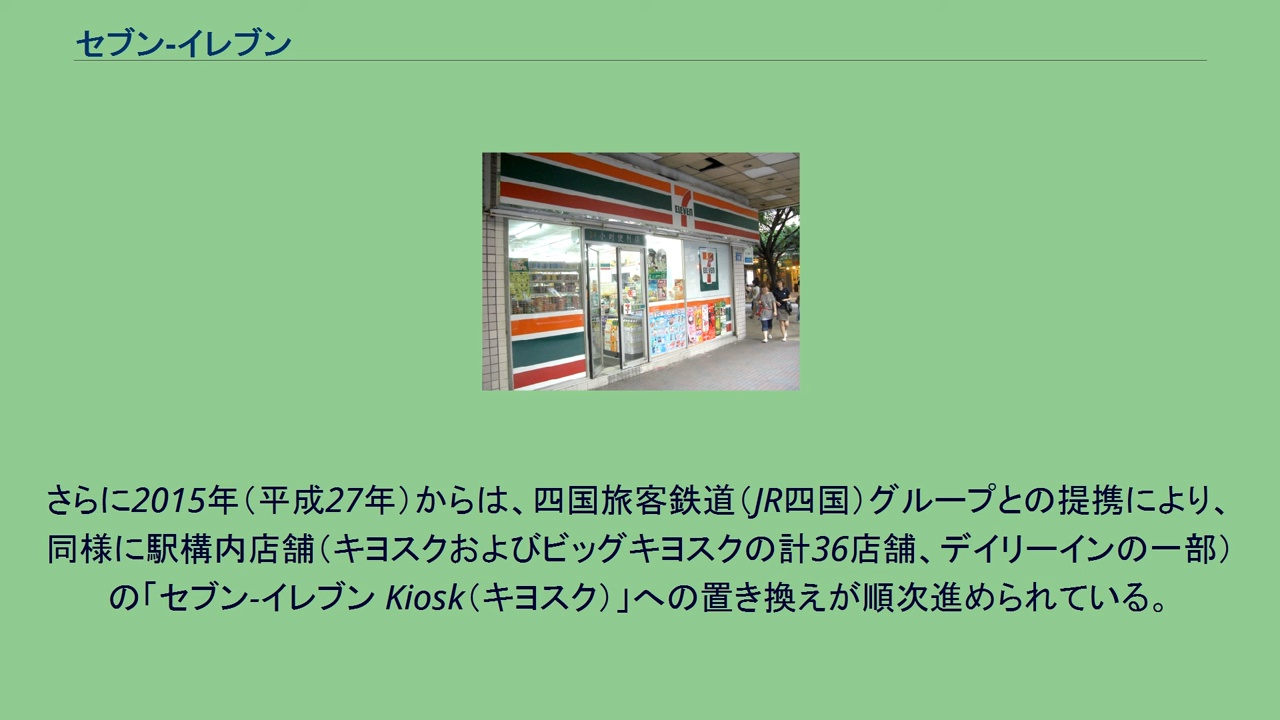 セブン-イレブン
7
ELEVEN
さらに2015年（平成27年）からは、四国旅客鉄道（JR四国）グループとの提携により、
同様に駅構内店舗（キヨスクおよびビッグキヨスクの計36店舗、デイリーインの一部）
の「セブン-イレブン Kiosk（キヨスク）」への置き換えが順次進められている。